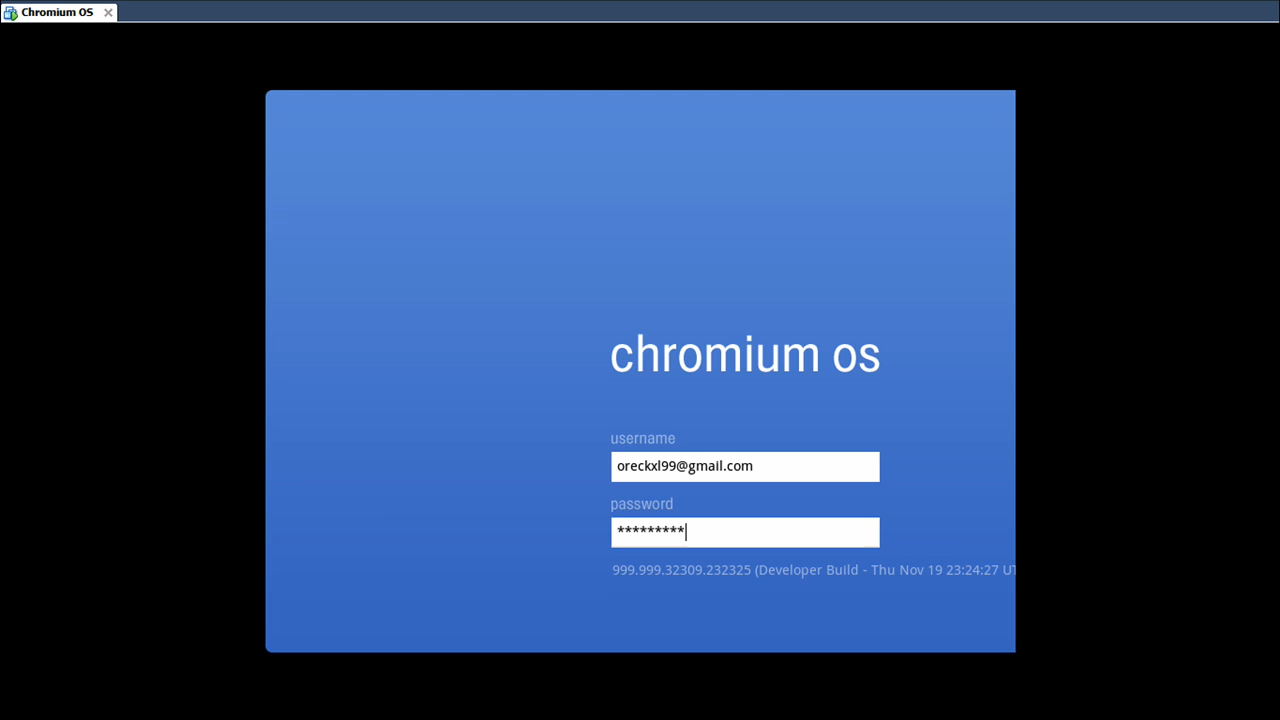 Chromium OS
chromium os
username
oreckxl99@gmail.com
password
*********
999.999.32309.232325 (Developer Build - Thu Nov 19 23:24:27 UT